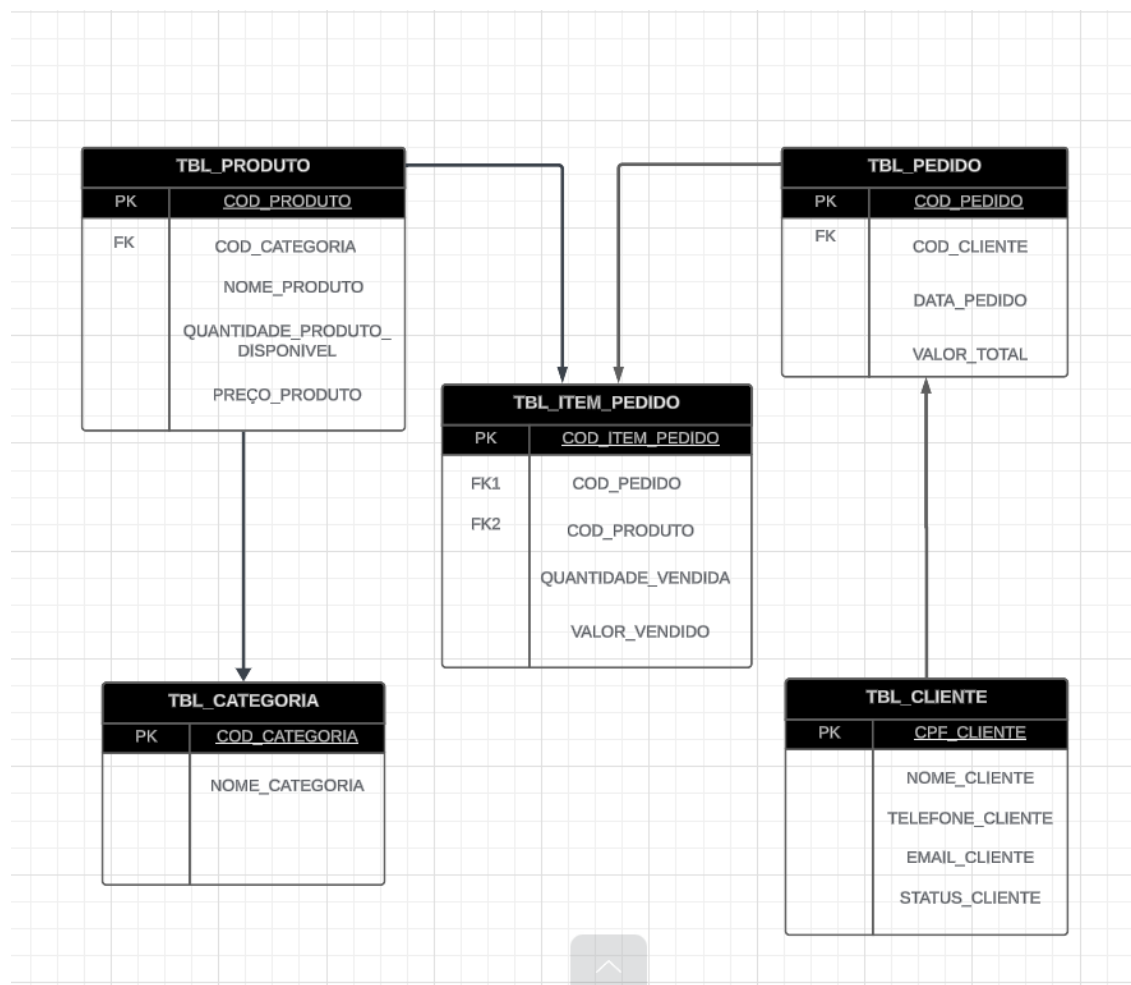 TBL_PRODUTO
PK COD_PRODUTO
FK COD_CATEGORIA
NOME_PRODUTO
QUANTIDADE_PRODUTO_
DISPONIVEL
PREÇO_PRODUTO
TBL_PEDIDO
PK COD_PEDIDO
FK COD_CLIENTE
DATA_PEDIDO
VALOR_TOTAL
TBL_ITEM_PEDIDO
PK COD_ITEM_PEDIDO
FK1 COD_PEDIDO
FK2 COD_PRODUTO
QUANTIDADE_VENDIDA
VALOR_VENDIDO
TBL_CATEGORIA
PK COD_CATEGORIA
NOME_CATEGORIA
TBL_CLIENTE
PK CPF_CLIENTE
NOME_CLIENTE
TELEFONE_CLIENTE
EMAIL_CLIENTE
STATUS_CLIENTE